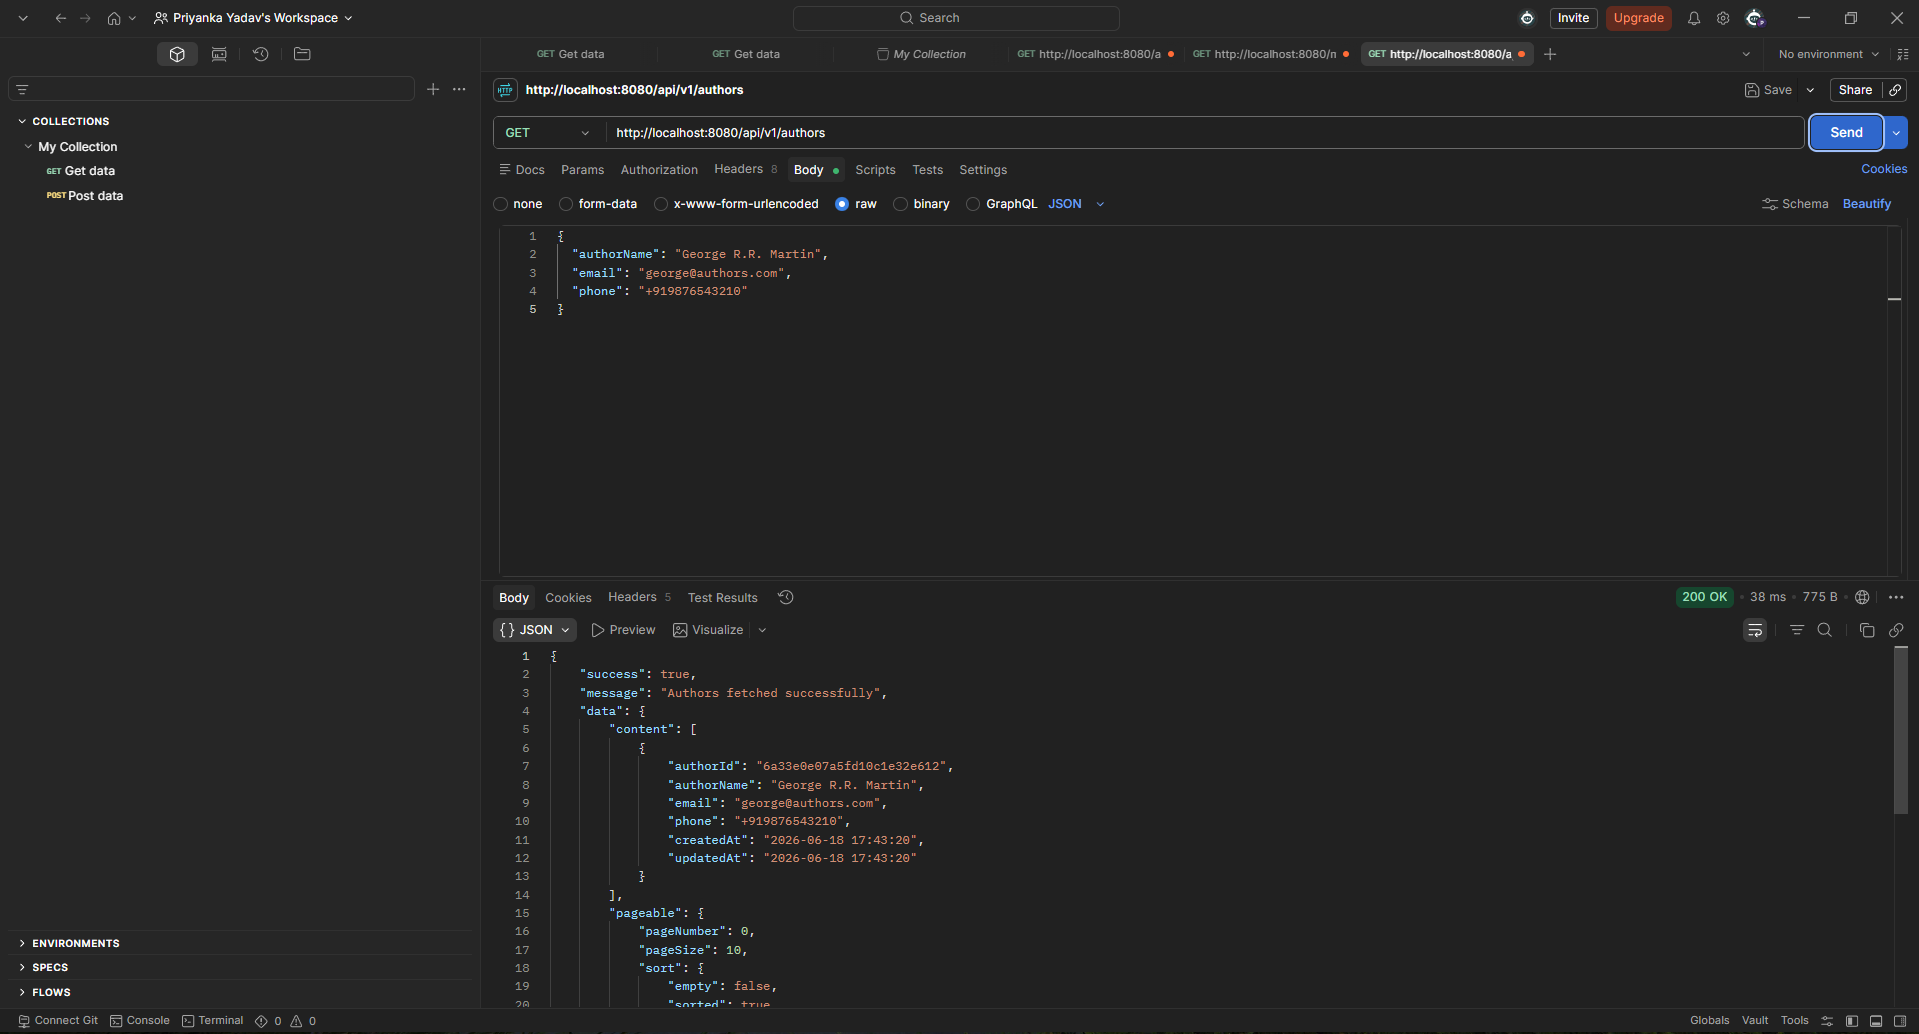 Priyanka Yadav's Workspace
Search
Invite
Upgrade
GET Get data
GET Get data
My Collection
GET http://localhost:8080/a
GET http://localhost:8080/r
GET http://localhost:8080/a
No environment
HTTP http://localhost:8080/api/v1/authors
Save
Share
COLLECTIONS
My Collection
GET Get data
POST Post data
GET http://localhost:8080/api/v1/authors
Send
Docs Params Authorization Headers 8 Body Scripts Tests Settings
Cookies
none form-data x-www-form-urlencoded raw binary GraphQL JSON
Schema Beautify
1 {
2 "authorName": "George R.R. Martin",
3 "email": "george@authors.com",
4 "phone": "+919876543210"
5 }
Body Cookies Headers 5 Test Results
200 OK • 38 ms • 775 B
{} JSON Preview Visualize
1 {
2 "success": true,
3 "message": "Authors fetched successfully",
4 "data": {
5 "content": [
6 {
7 "authorId": "6a33e0e07a5fd10c1e32e612",
8 "authorName": "George R.R. Martin",
9 "email": "george@authors.com",
10 "phone": "+919876543210",
11 "createdAt": "2026-06-18 17:43:20",
12 "updatedAt": "2026-06-18 17:43:20"
13 }
14 ],
15 "pageable": {
16 "pageNumber": 0,
17 "pageSize": 10,
18 "sort": {
19 "empty": false,
20 "sorted": true
ENVIRONMENTS
SPECS
FLOWS
Connect Git Console Terminal 0 0
Globals Vault Tools